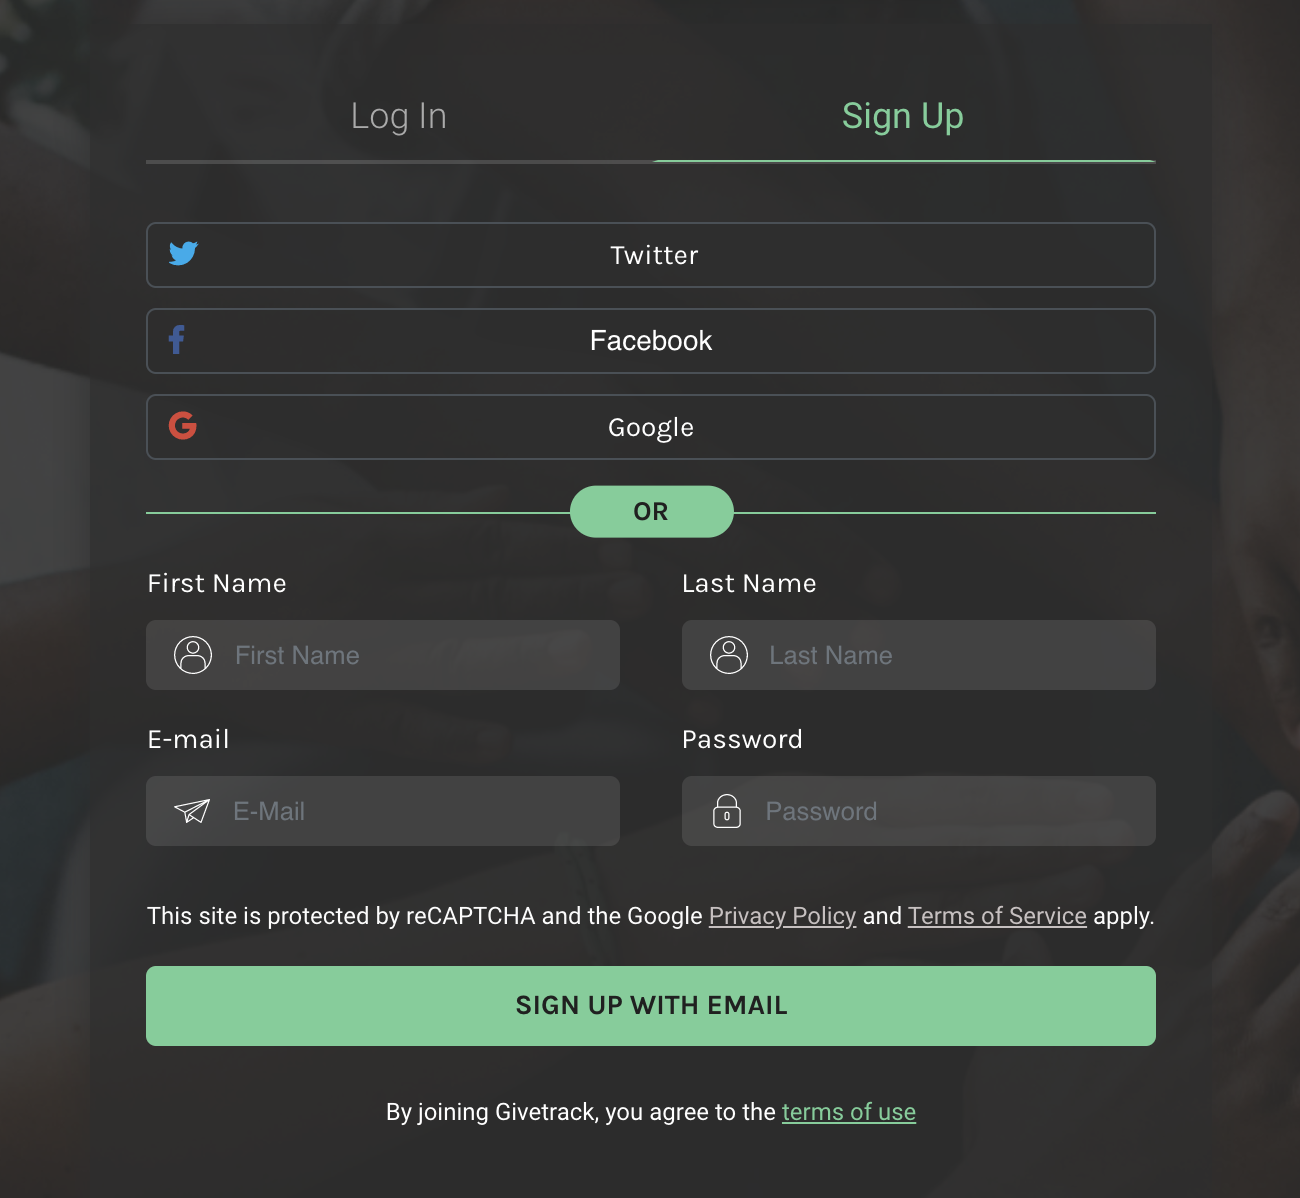 Log In
Sign Up
Twitter
Facebook
Google
OR
First Name
Last Name
First Name
Last Name
E-mail
Password
E-Mail
Password
This site is protected by reCAPTCHA and the Google Privacy Policy and Terms of Service apply.
SIGN UP WITH EMAIL
By joining Givetrack, you agree to the terms of use